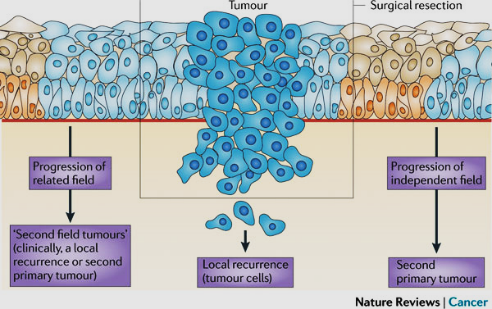 Tumour
Surgical resection
Progression of
related field
Progression of
independent field
'Second field tumours'
(clinically, a local
recurrence or second
primary tumour)
Local recurrence
(tumour cells)
Second
primary tumour
Nature Reviews | Cancer